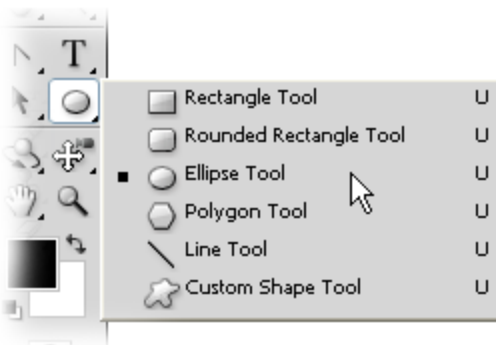 T
Rectangle Tool U
Rounded Rectangle Tool U
Ellipse Tool U
Polygon Tool U
Line Tool U
Custom Shape Tool U